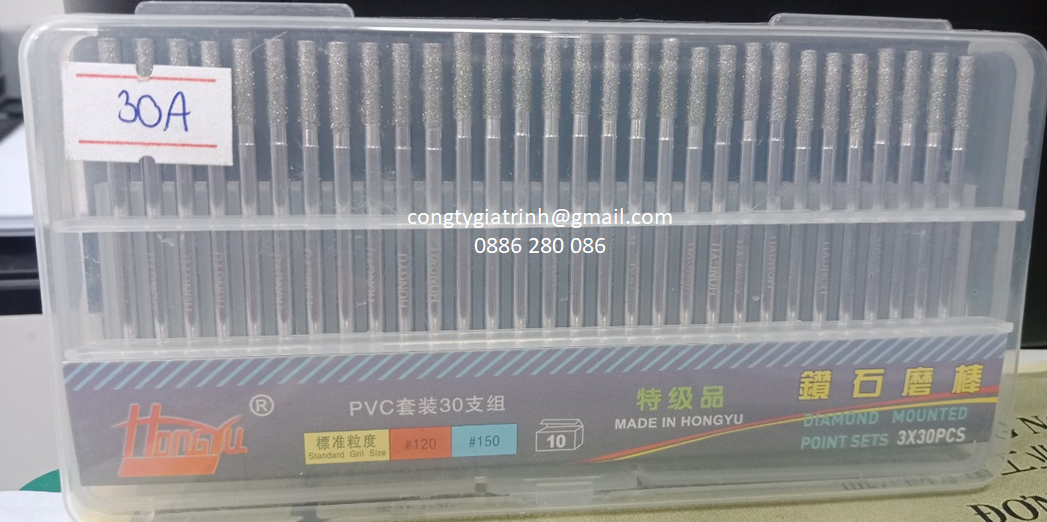 30A
congtygiatrinh@gmail.com
0886 280 086
HONGYU
HONGYU
HONGYU
HONGYU
HONGYU ®
PVC套装30支组
標准粒度
Standard Grit Size
#120
#150
10
特级品
MADE IN HONGYU
鑽石磨棒
DIAMOND MOUNTED
POINT SETS 3X30PCS
ĐƠN